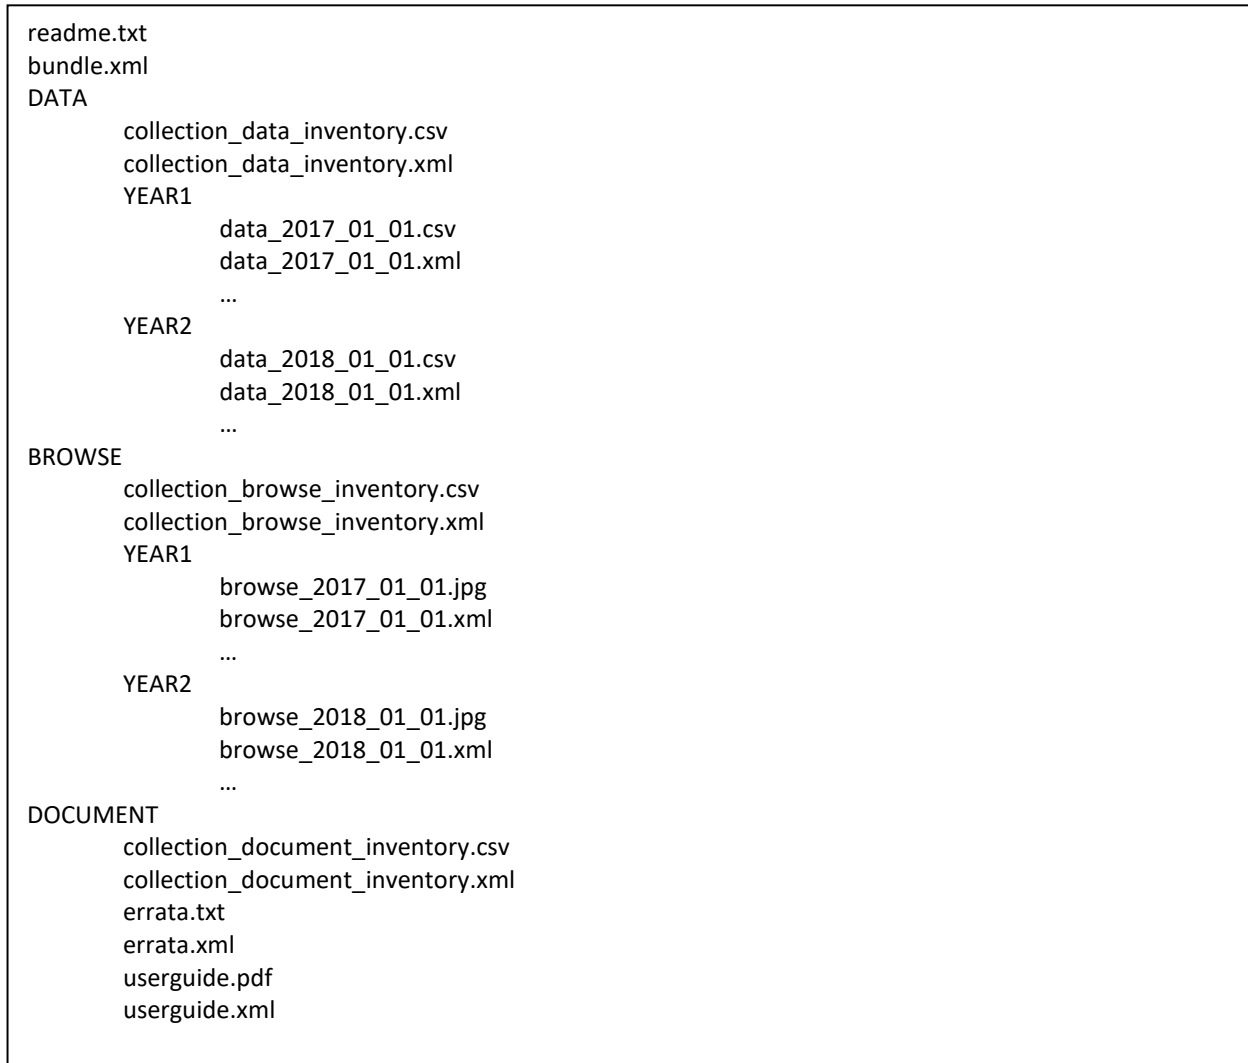 readme.txt
bundle.xml
DATA
collection_data_inventory.csv
collection_data_inventory.xml
YEAR1
data_2017_01_01.csv
data_2017_01_01.xml
…
YEAR2
data_2018_01_01.csv
data_2018_01_01.xml
…
BROWSE
collection_browse_inventory.csv
collection_browse_inventory.xml
YEAR1
browse_2017_01_01.jpg
browse_2017_01_01.xml
…
YEAR2
browse_2018_01_01.jpg
browse_2018_01_01.xml
…
DOCUMENT
collection_document_inventory.csv
collection_document_inventory.xml
errata.txt
errata.xml
userguide.pdf
userguide.xml